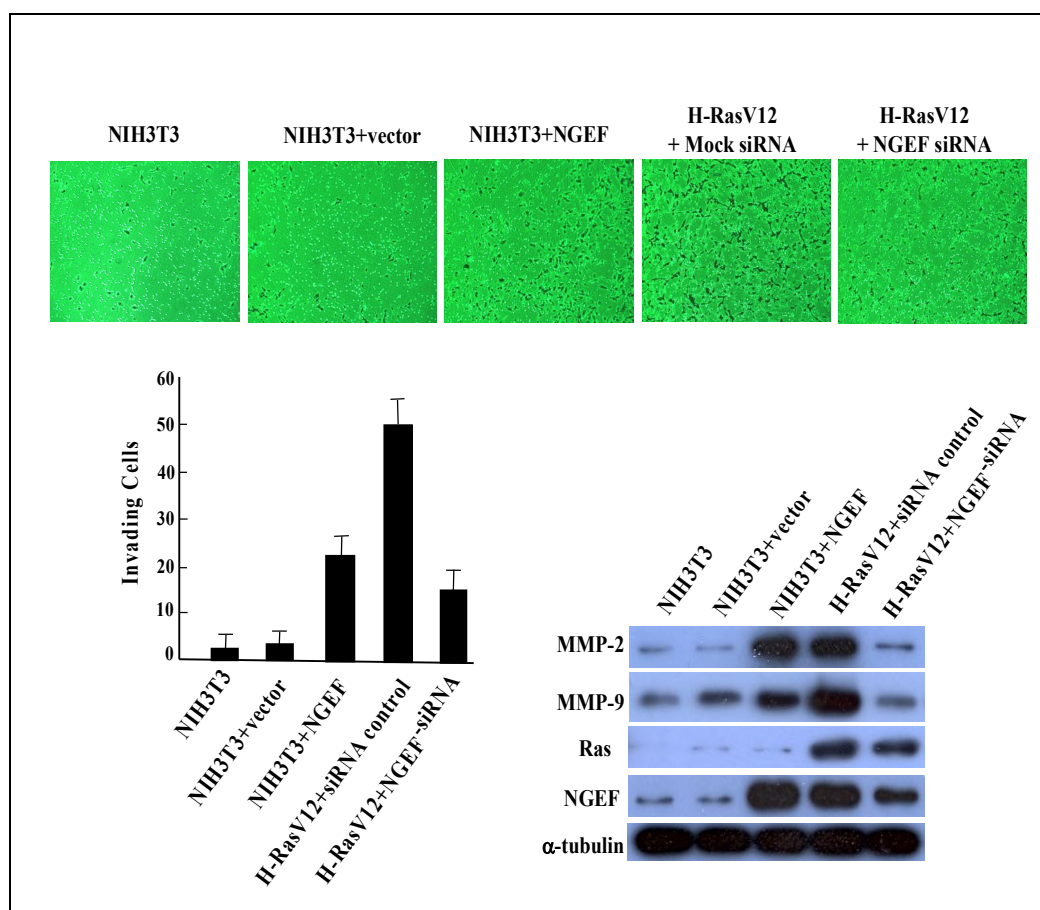 NIH3T3
NIH3T3+vector
NIH3T3+NGEF
H-RasV12
+ Mock siRNA
H-RasV12
+ NGEF siRNA
Invading Cells
60
50
40
30
20
10
0
NIH3T3
NIH3T3+vector
NIH3T3+NGEF
H-RasV12+siRNA control
H-RasV12+NGEF-siRNA
NIH3T3
NIH3T3+vector
NIH3T3+NGEF
H-RasV12+siRNA control
H-RasV12+NGEF-siRNA
MMP-2
MMP-9
Ras
NGEF
α-tubulin